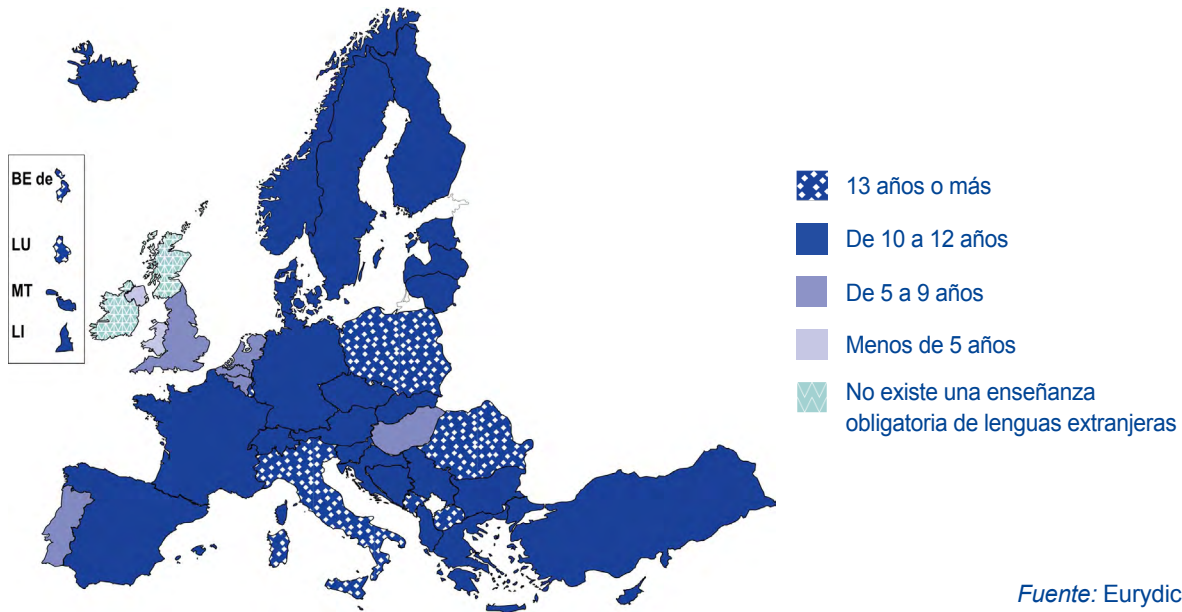 BE de
LU
MT
LI
13 años o más
De 10 a 12 años
De 5 a 9 años
Menos de 5 años
No existe una enseñanza
obligatoria de lenguas extranjeras
Fuente: Eurydic